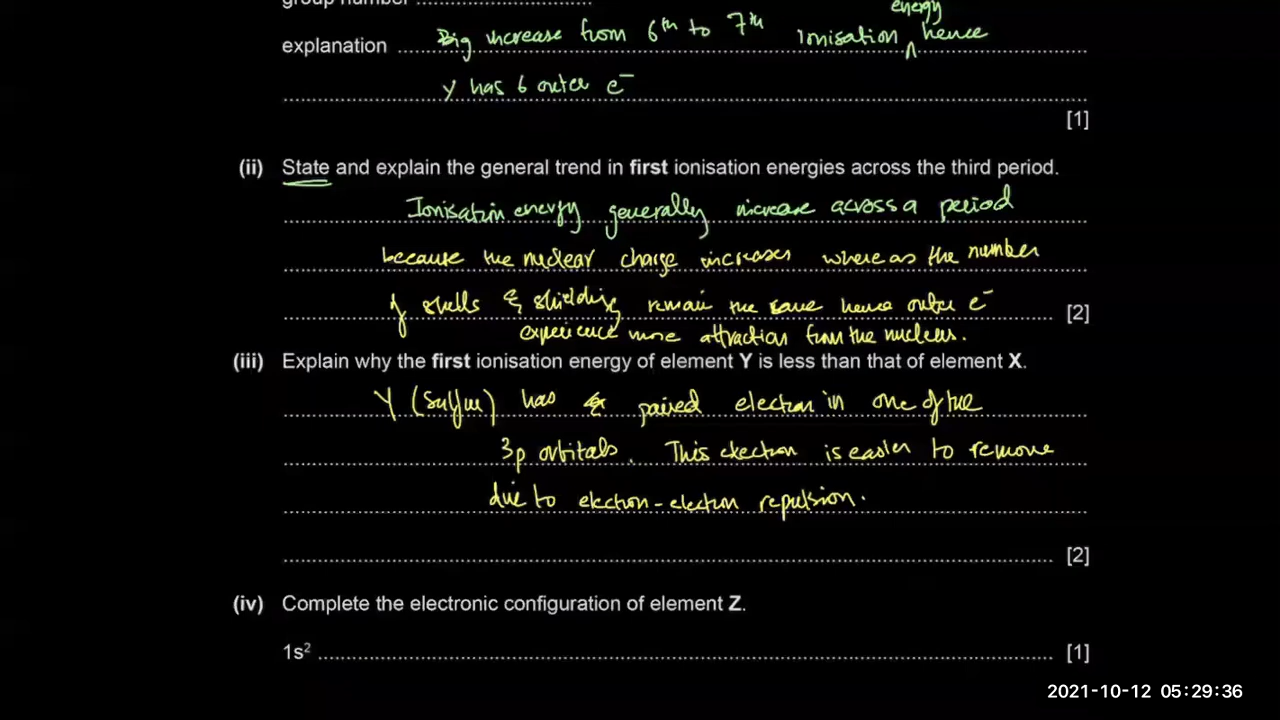 group number ..............................
energy
explanation Big increase from 6th to 7th Ionisation ^ hence
Y has 6 outer e⁻
[1]
(ii) State and explain the general trend in first ionisation energies across the third period.
Ionisation energy generally increase across a period
because the nuclear charge increases where as the number
of shells & shielding remain the same hence outer e⁻ [2]
experience more attraction from the nucleus.
(iii) Explain why the first ionisation energy of element Y is less than that of element X.
Y (Sulfur) has paired electron in one of the
3p orbitals. This electron is easier to remove
due to electron-electron repulsion.
[2]
(iv) Complete the electronic configuration of element Z.
1s² [1]
2021-10-12 05:29:36